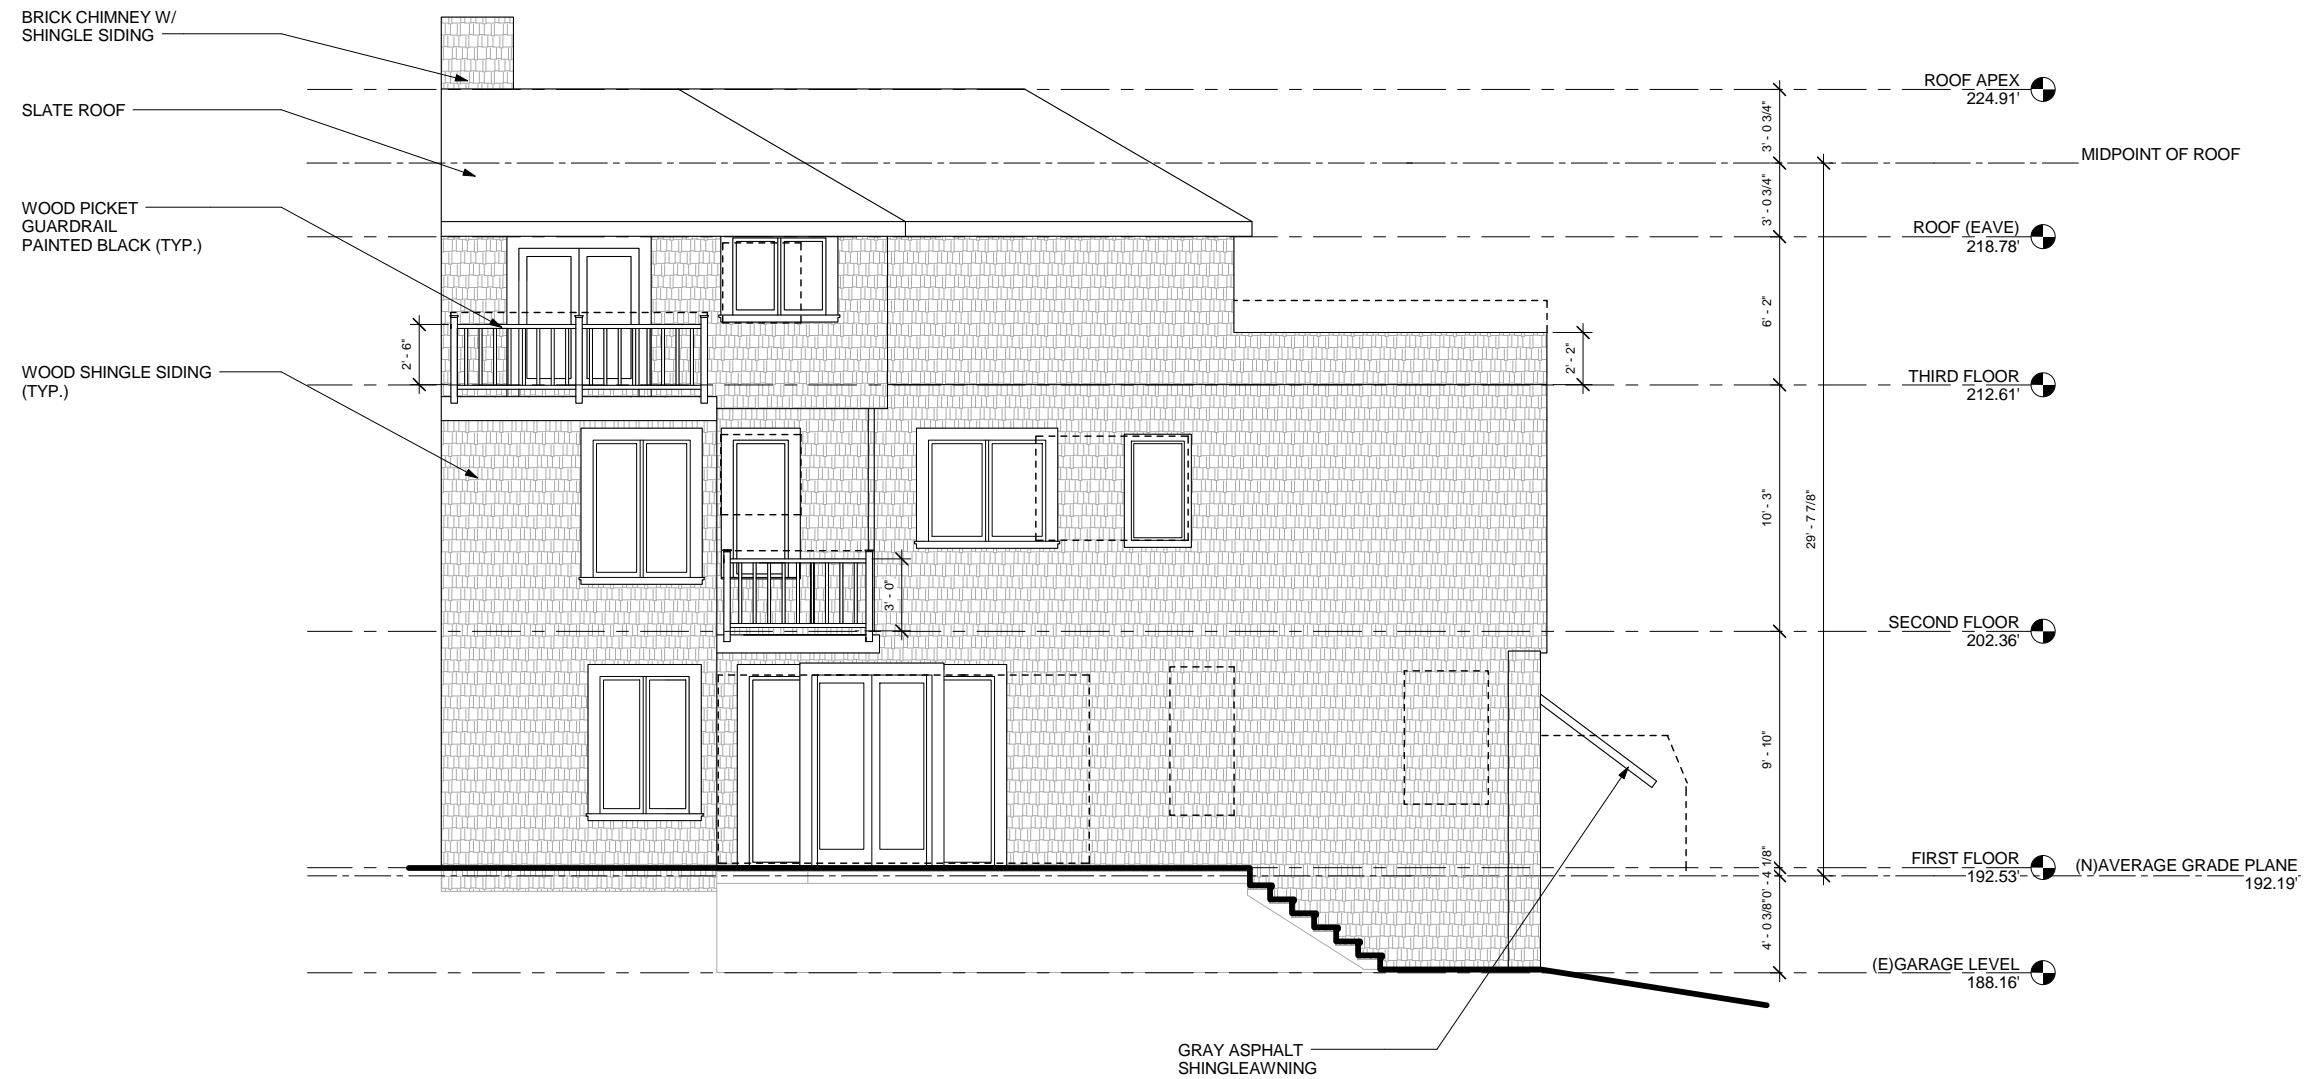 BRICK CHIMNEY W/
SHINGLE SIDING
SLATE ROOF
WOOD PICKET
GUARDRAIL
PAINTED BLACK (TYP.)
WOOD SHINGLE SIDING
(TYP.)
2' - 6"
3' - 0"
2' - 2"
3' - 0 3/4"
3' - 0 3/4"
6' - 2"
10' - 3"
29' - 7 7/8"
9' - 10"
0' - 4 1/8"
4' - 0 3/8"
ROOF APEX
224.91'
MIDPOINT OF ROOF
ROOF (EAVE)
218.78'
THIRD FLOOR
212.61'
SECOND FLOOR
202.36'
FIRST FLOOR
192.53'
(N)AVERAGE GRADE PLANE
192.19'
(E)GARAGE LEVEL
188.16'
GRAY ASPHALT
SHINGLEAWNING